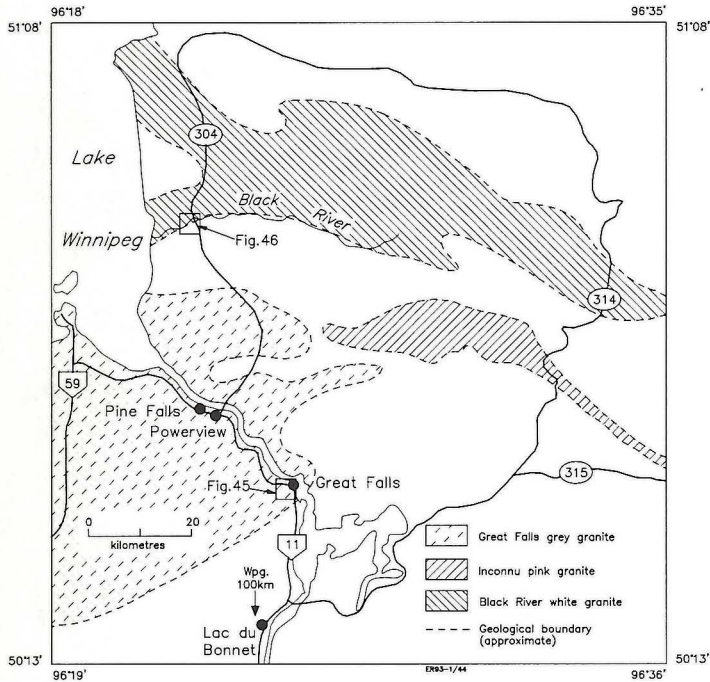 96°18'
96°35'
51°08'
51°08'
304
Lake
Black
River
Winnipeg
Fig.46
314
59
Pine Falls
Powerview
315
Great Falls
Fig.45
0
20
kilometres
11
Great Falls grey granite
Inconnu pink granite
Wpg.
100km
Black River white granite
Lac du
Bonnet
Geological boundary
(approximate)
50°13'
50°13'
96°19'
ER93-1/44
96°36'